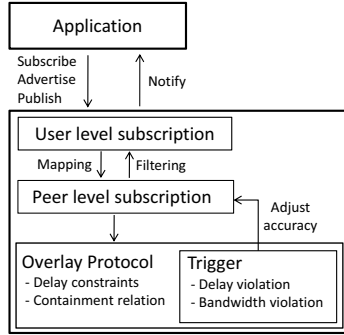 Application
Subscribe
Advertise
Publish
Notify
User level subscription
Mapping
Filtering
Peer level subscription
Adjust
accuracy
Overlay Protocol
- Delay constraints
- Containment relation
Trigger
- Delay violation
- Bandwidth violation